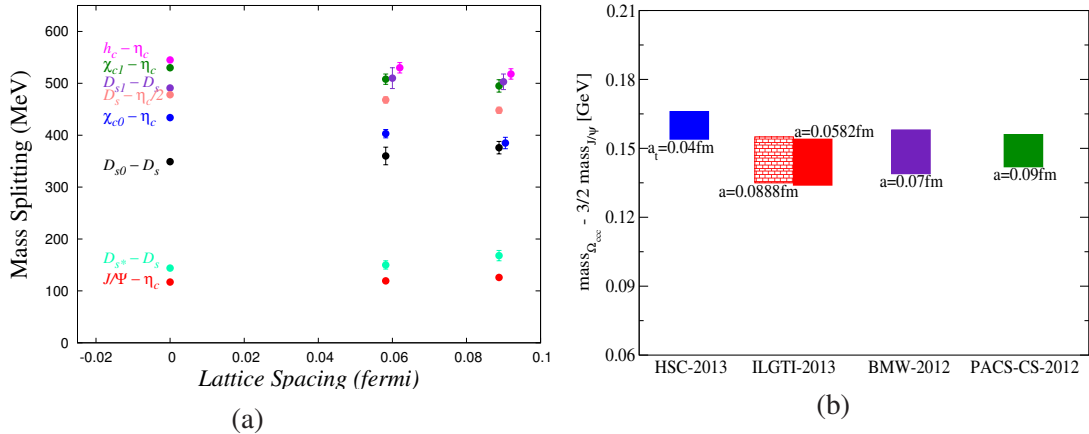 600
500
400
300
200
100
0
-0.02
0
0.02
0.04
0.06
0.08
0.1
Mass Splitting (MeV)
Lattice Spacing (fermi)
h_c − η_c
χ_c1 − η_c
D_s1 − D_s
D_s − η_c/2
χ_c0 − η_c
D_s0 − D_s
D_s* − D_s
J/Ψ − η_c
(a)
0.21
0.18
0.15
0.12
0.09
0.06
mass_Ω_ccc - 3/2 mass_J/Ψ [GeV]
a_t=0.04fm
a=0.0582fm
a=0.0888fm
a=0.07fm
a=0.09fm
HSC-2013
ILGTI-2013
BMW-2012
PACS-CS-2012
(b)